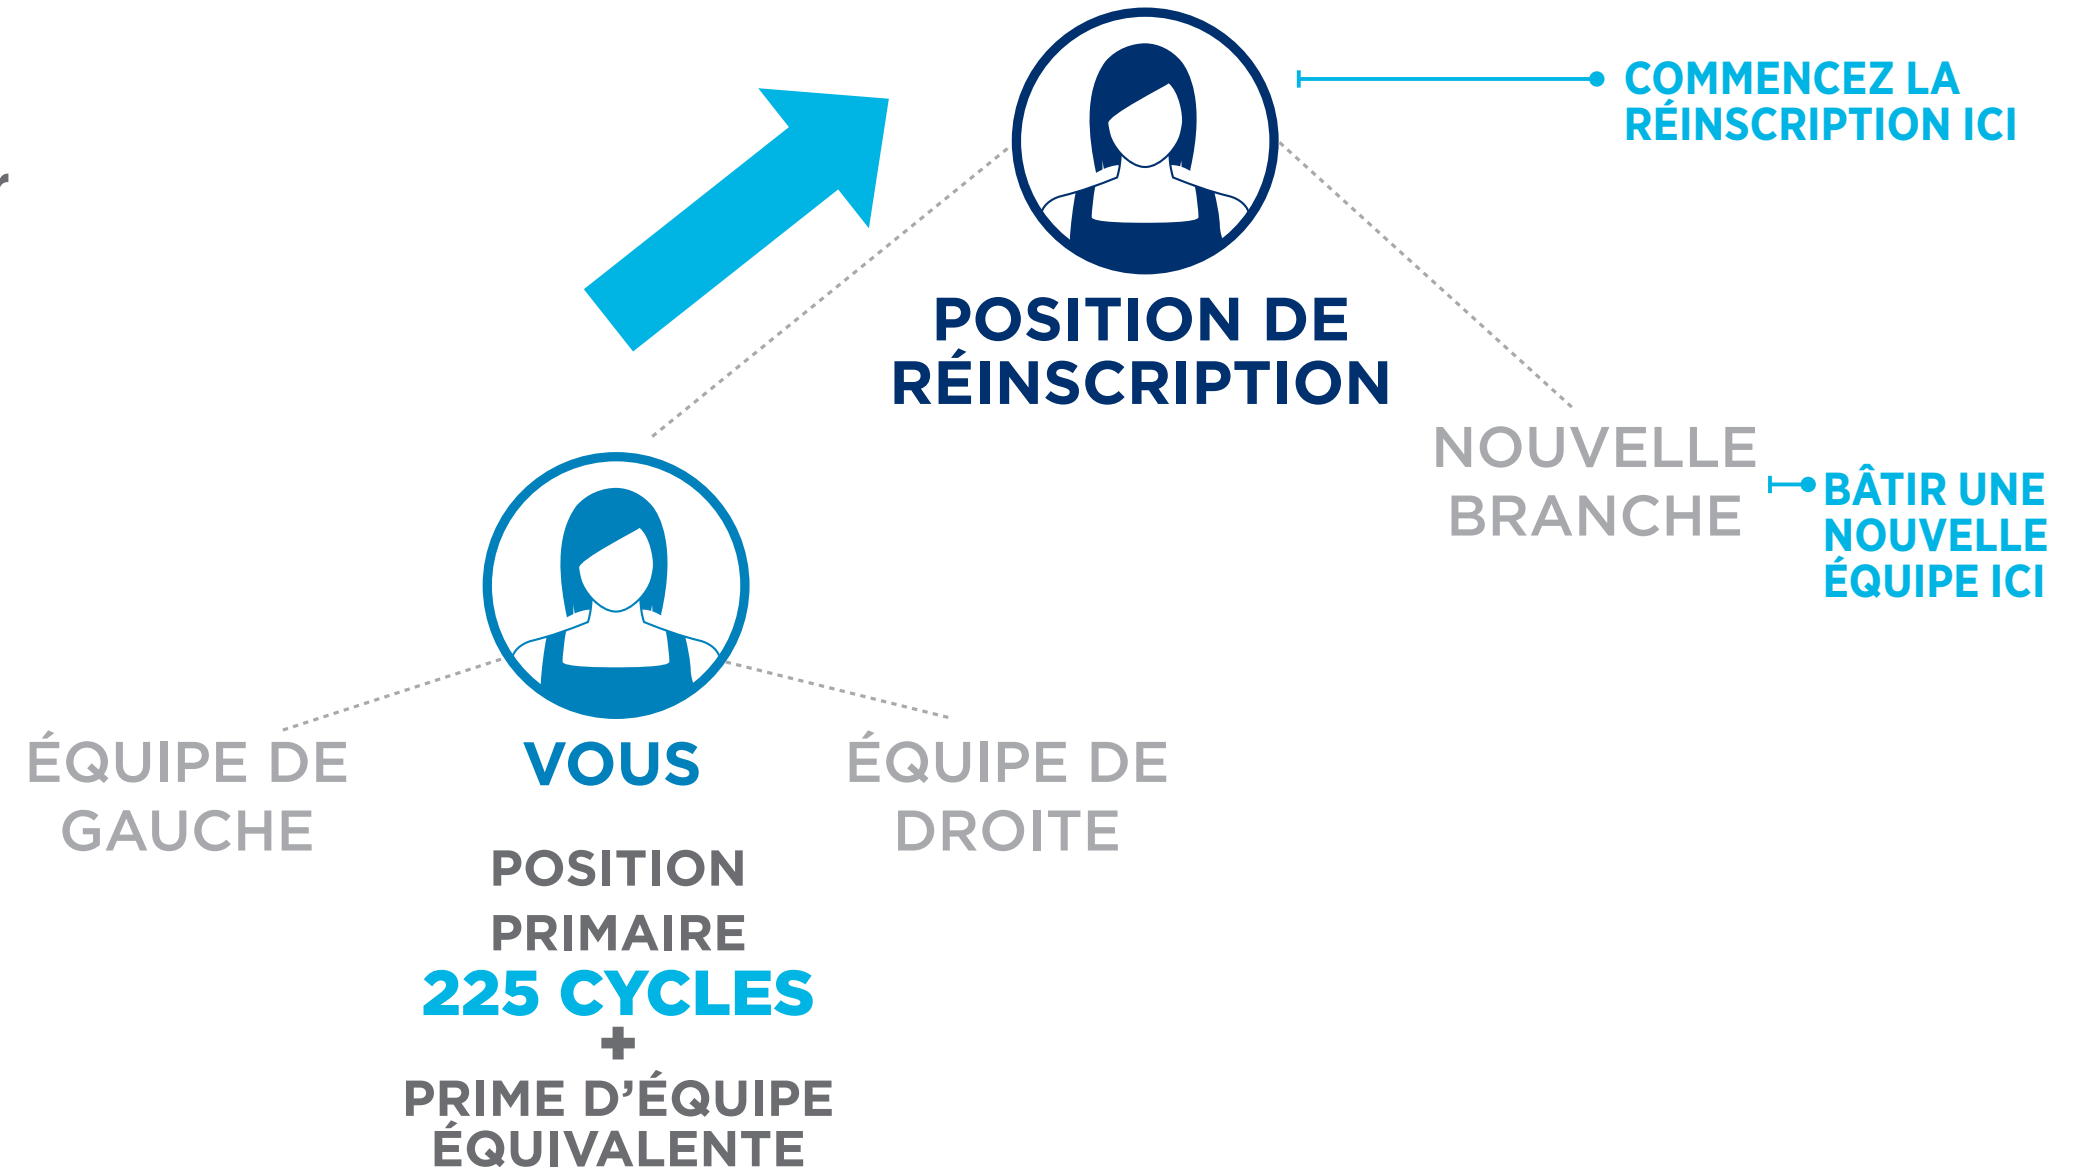 COMMENCEZ LA
RÉINSCRIPTION ICI
POSITION DE
RÉINSCRIPTION
NOUVELLE
BRANCHE
BÂTIR UNE
NOUVELLE
ÉQUIPE ICI
ÉQUIPE DE
GAUCHE
VOUS
ÉQUIPE DE
DROITE
POSITION
PRIMAIRE
225 CYCLES
+
PRIME D’ÉQUIPE
ÉQUIVALENTE